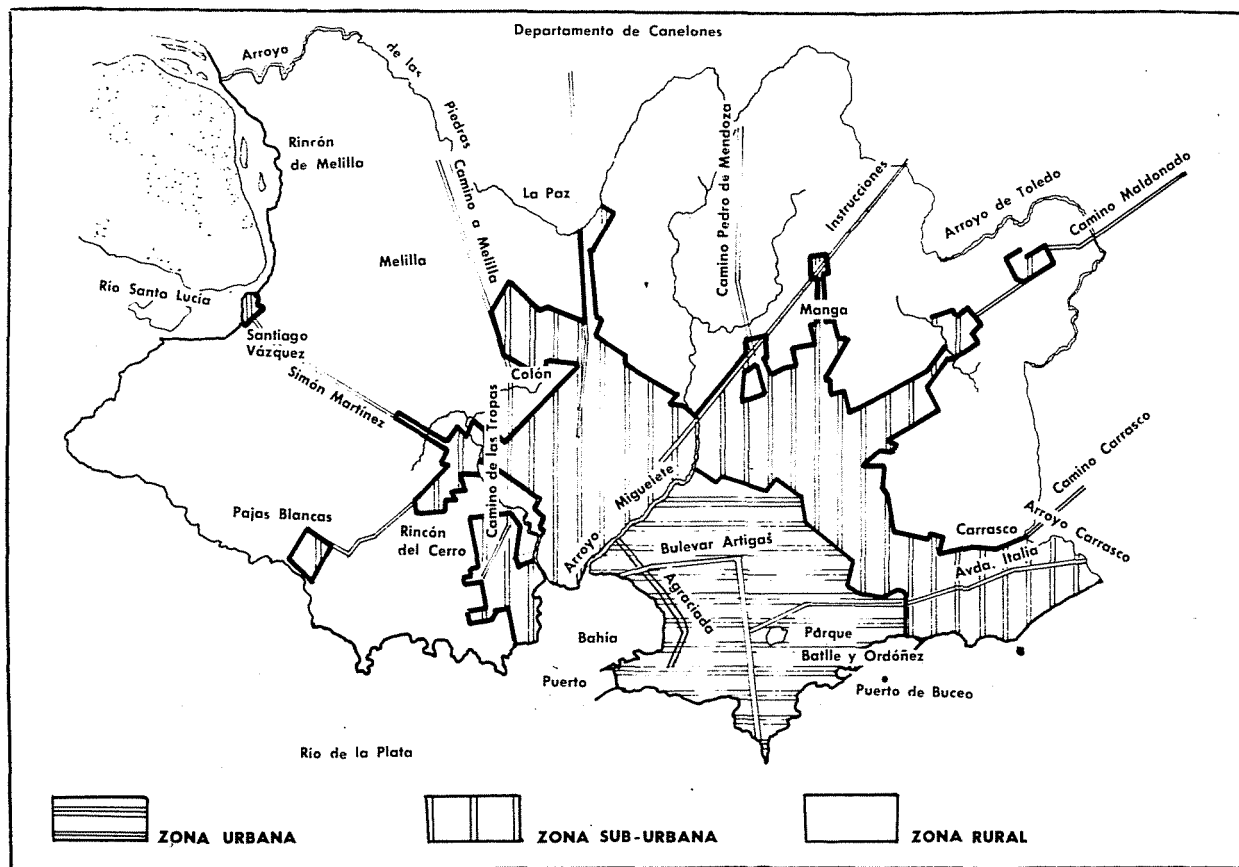 Departamento de Canelones
Arroyo
de las
Piedras
Camino a Melilla
Rinrón
de Melilla
La Paz
Melilla
Camino Pedro de Mendoza
Instrucciones
Arroyo de Toledo
Camino Maldonado
Río Santa Lucía
Santiago
Vázquez
Simón Martínez
Colón
Manga
Camino de las Tropas
Pajas Blancas
Rincón
del Cerro
Arroyo
Miguelete
Bulevar Artigas
Agraciada
Carrasco
Camino Carrasco
Arroyo Carrasco
Avda. Italia
Bahía
Puerto
Parque
Batlle y Ordóñez
Puerto de Buceo
Río de la Plata
ZONA URBANA
ZONA SUB-URBANA
ZONA RURAL